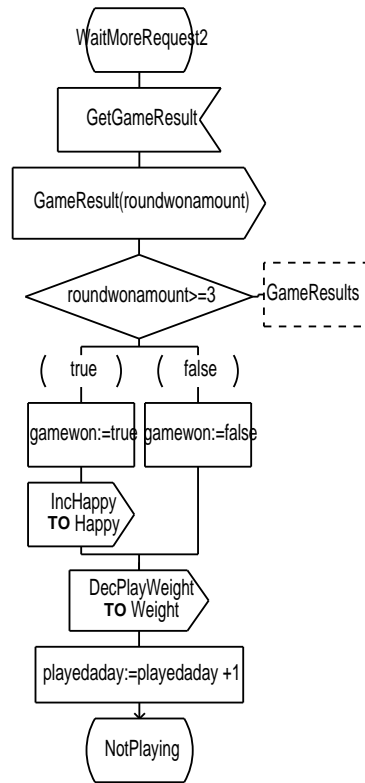 WaitMoreRequest2
GetGameResult
GameResult(roundwonamount)
roundwonamount>=3
GameResults
( true )
( false )
gamewon:=true
gamewon:=false
IncHappy
TO Happy
DecPlayWeight
TO Weight
playedaday:=playedaday +1
NotPlaying